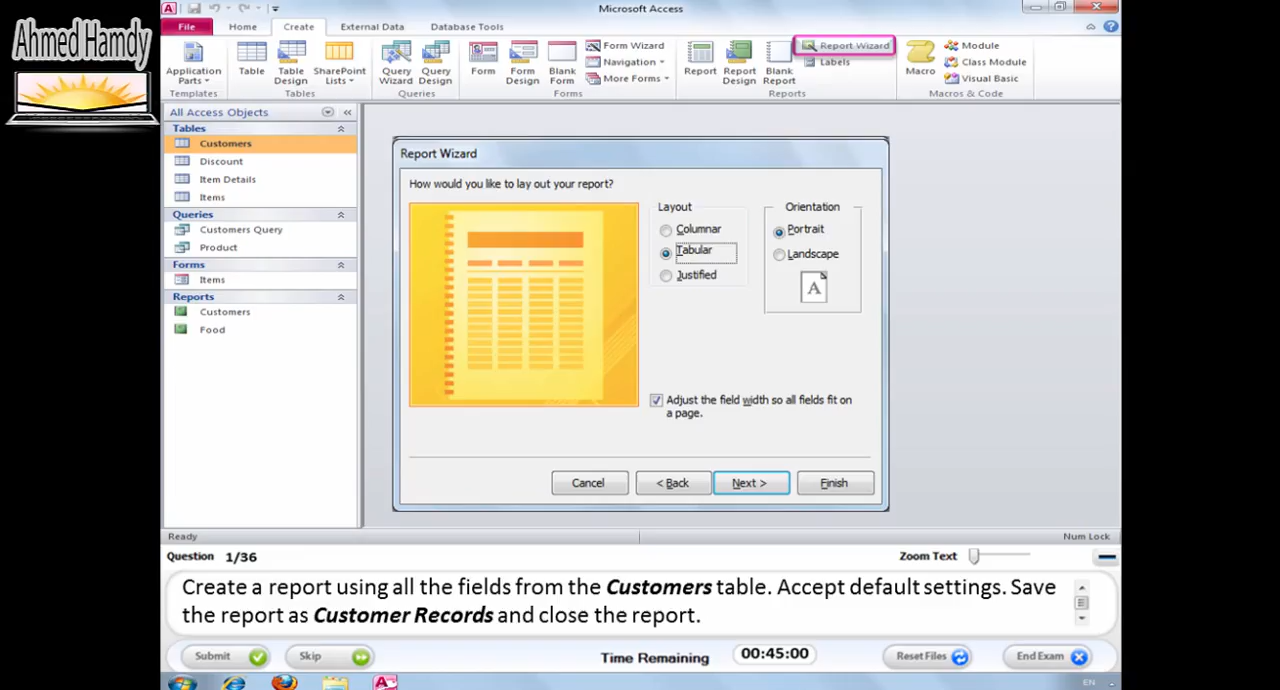 Ahmed Hamdy
Microsoft Access
File Home Create External Data Database Tools
Application Parts
Table
Table Design
SharePoint Lists
Query Wizard
Query Design
Form
Form Design
Blank Form
Form Wizard
Navigation
More Forms
Report
Report Design
Blank Report
Report Wizard
Labels
Macro
Module
Class Module
Visual Basic
Templates Tables Queries Forms Reports Macros & Code
All Access Objects
Tables
Customers
Discount
Item Details
Items
Queries
Customers Query
Product
Forms
Items
Reports
Customers
Food
Report Wizard
How would you like to lay out your report?
Layout
Columnar
Tabular
Justified
Orientation
Portrait
Landscape
A
Adjust the field width so all fields fit on
a page.
Cancel < Back Next > Finish
Ready Num Lock
Question 1/36 Zoom Text
Create a report using all the fields from the Customers table. Accept default settings. Save
the report as Customer Records and close the report.
Submit Skip Time Remaining 00:45:00 Reset Files End Exam
EN